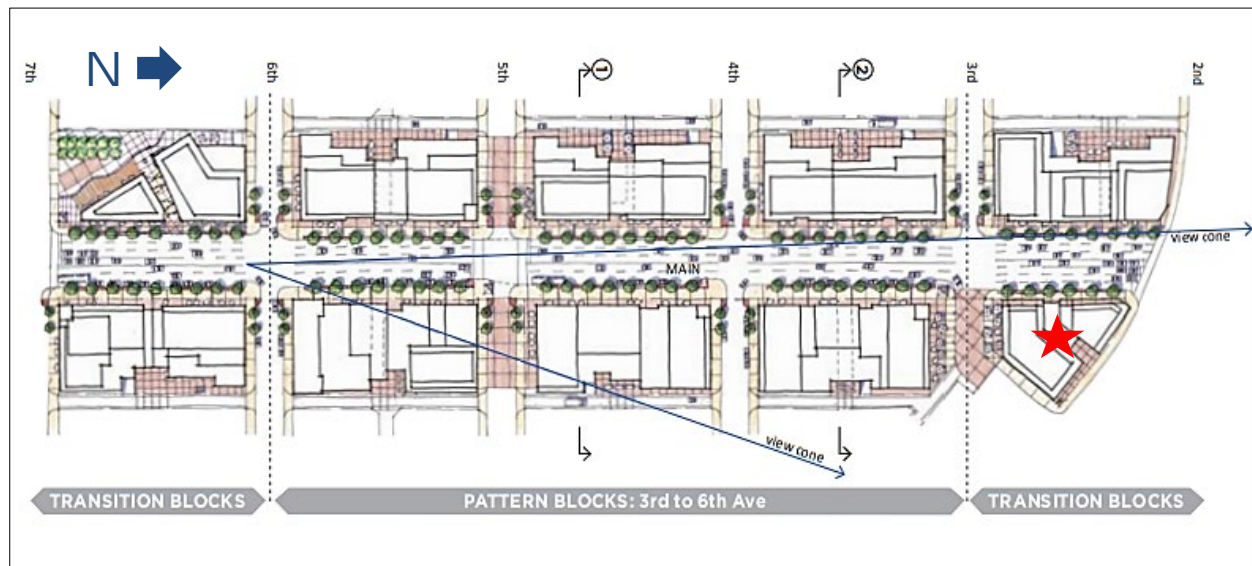 N
7th
6th
5th
1
4th
2
3rd
2nd
view cone
MAIN
view cone
TRANSITION BLOCKS
PATTERN BLOCKS: 3rd to 6th Ave
TRANSITION BLOCKS